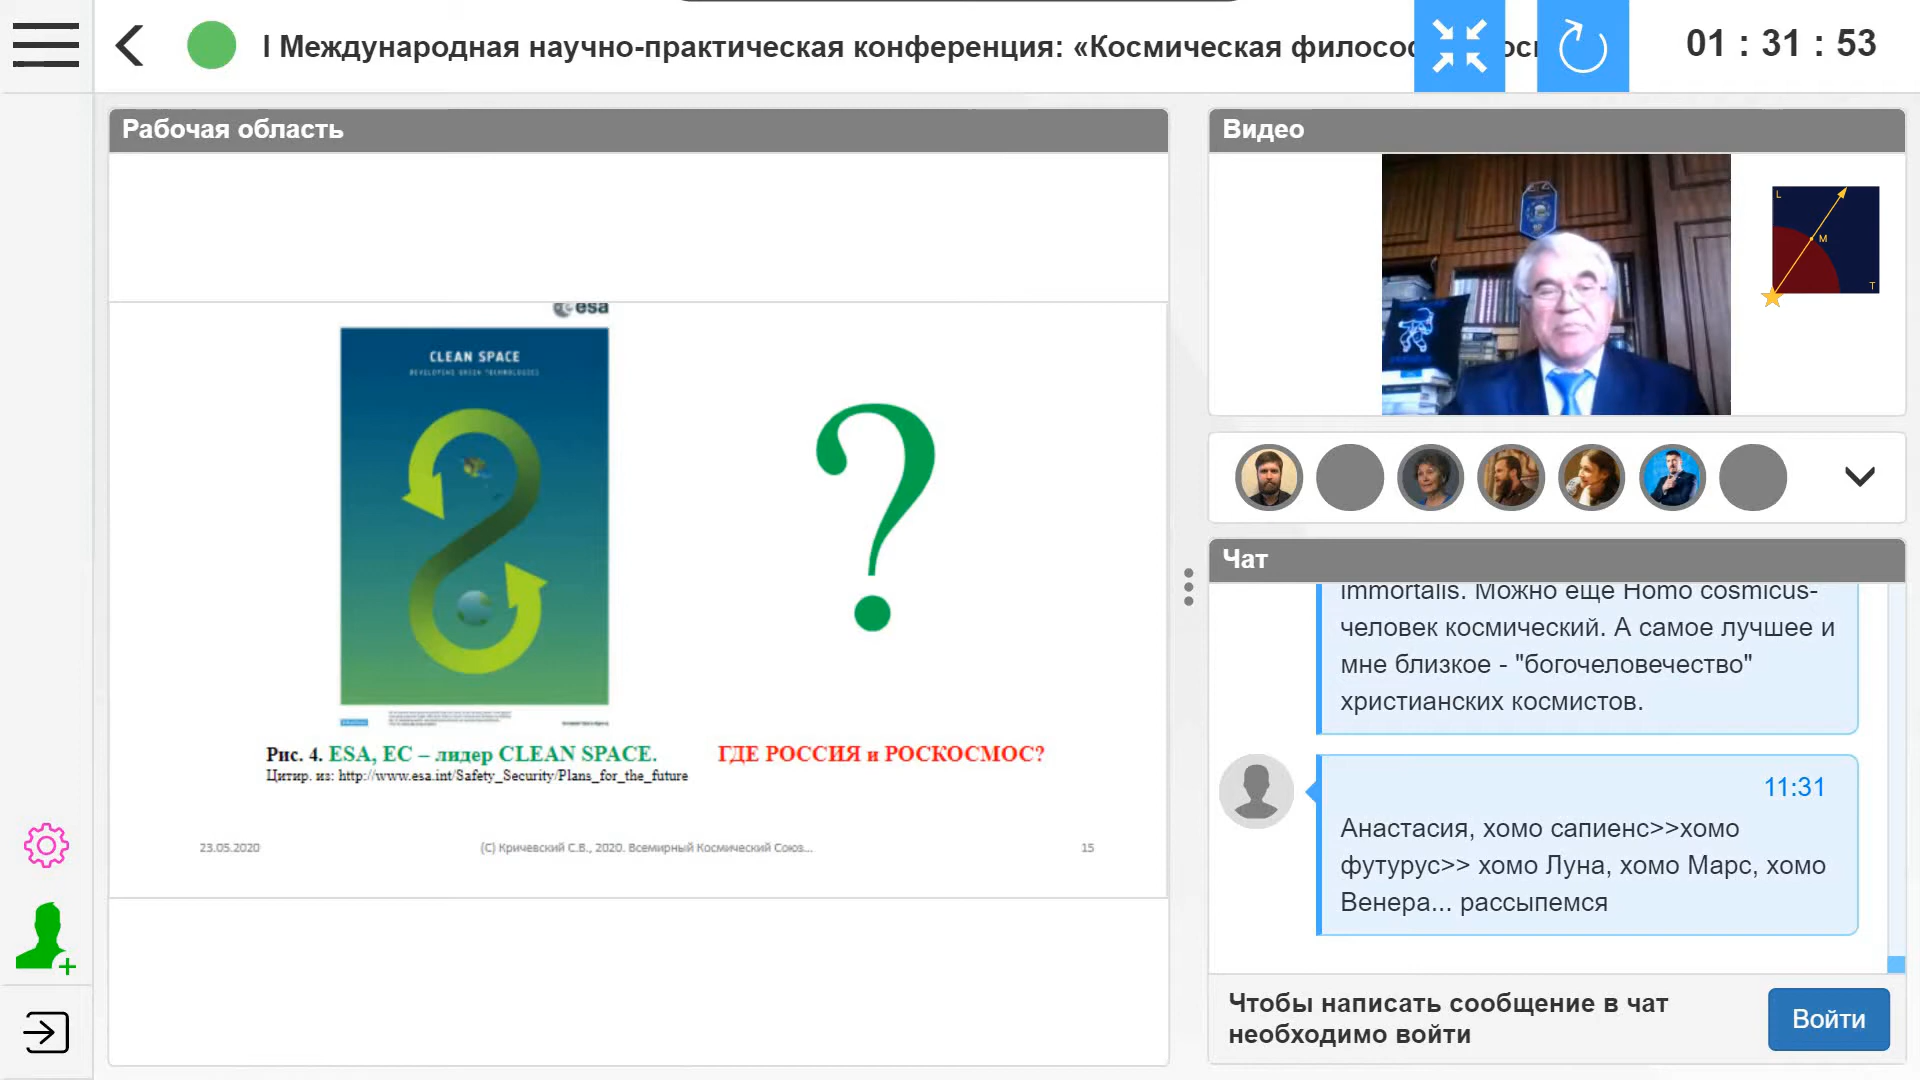 I Международная научно-практическая конференция: «Космическая филосо
01 : 31 : 53
Рабочая область
esa
CLEAN SPACE
DEVELOPING GREEN TECHNOLOGIES
Рис. 4. ESA, ЕС – лидер CLEAN SPACE.
Цитир. из: http://www.esa.int/Safety_Security/Plans_for_the_future
ГДЕ РОССИЯ и РОСКОСМОС?
23.05.2020
(С) Кричевский С.В., 2020. Всемирный Космический Союз...
15
Видео
L
M
T
Чат
immortalis. Можно еще Homo cosmicus-
человек космический. А самое лучшее и
мне близкое - "богочеловечество"
христианских космистов.
11:31
Анастасия, хомо сапиенс>>хомо
футурус>> хомо Луна, хомо Марс, хомо
Венера... рассыпемся
Чтобы написать сообщение в чат
необходимо войти
Войти